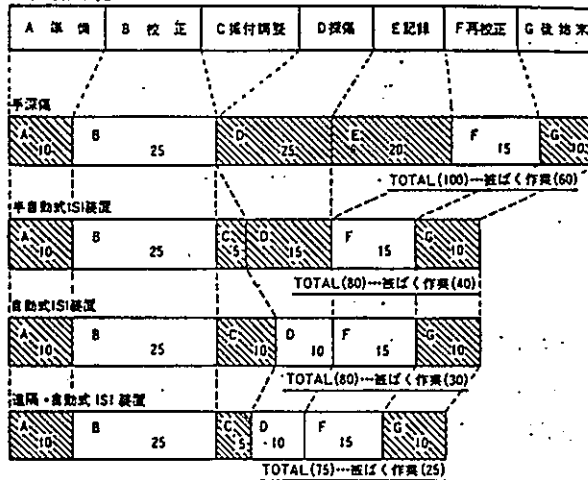 A 準備 B 校正 C据付調整 D探傷 E記録 F再校正 G後始末
手探傷
A B D E F G
10 25 25 20 15 10
TOTAL(100)…被ばく作業(60)
半自動式ISI装置
A B C D F G
10 25 5 15 15 10
TOTAL(80)…被ばく作業(40)
自動式ISI装置
A B C D F G
10 25 10 10 15 10
TOTAL(80)…被ばく作業(30)
遠隔・自動式ISI装置
A B C D F G
10 25 5 10 15 10
TOTAL(75)…被ばく作業(25)